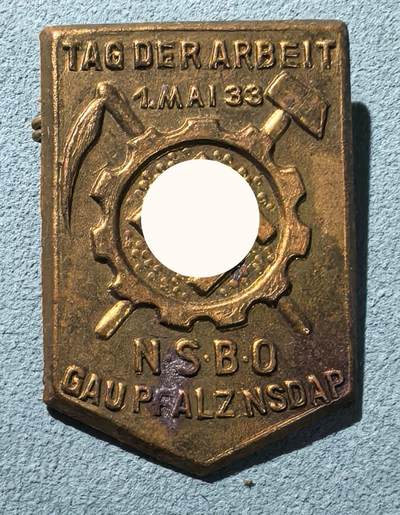 TAG DER ARBEIT
1. MAI 33
N·S·B·O
GAU PFALZ NSDAP